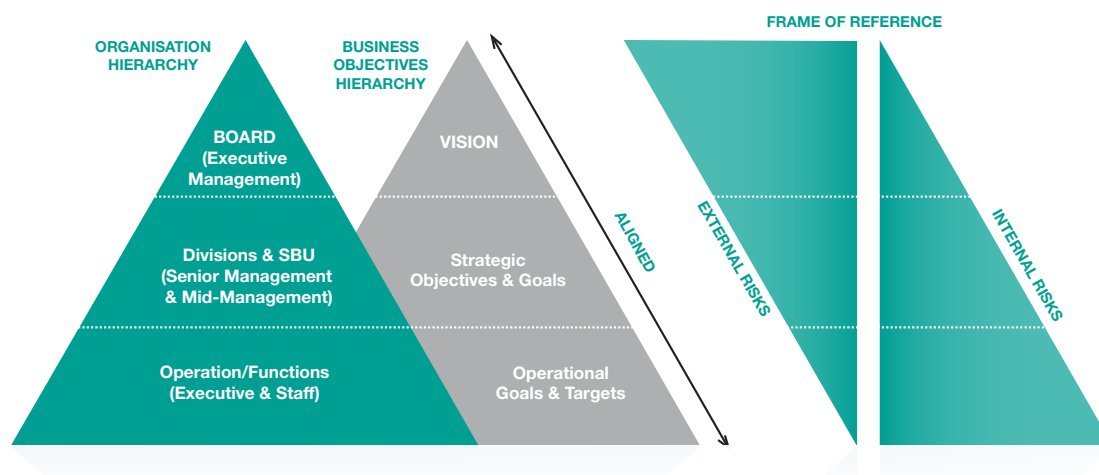 FRAME OF REFERENCE
ORGANISATION
HIERARCHY
BUSINESS
OBJECTIVES
HIERARCHY
BOARD
(Executive
Management)
VISION
Divisions & SBU
(Senior Management
& Mid-Management)
Strategic
Objectives & Goals
ALIGNED
EXTERNAL RISKS
INTERNAL RISKS
Operation/Functions
(Executive & Staff)
Operational
Goals & Targets